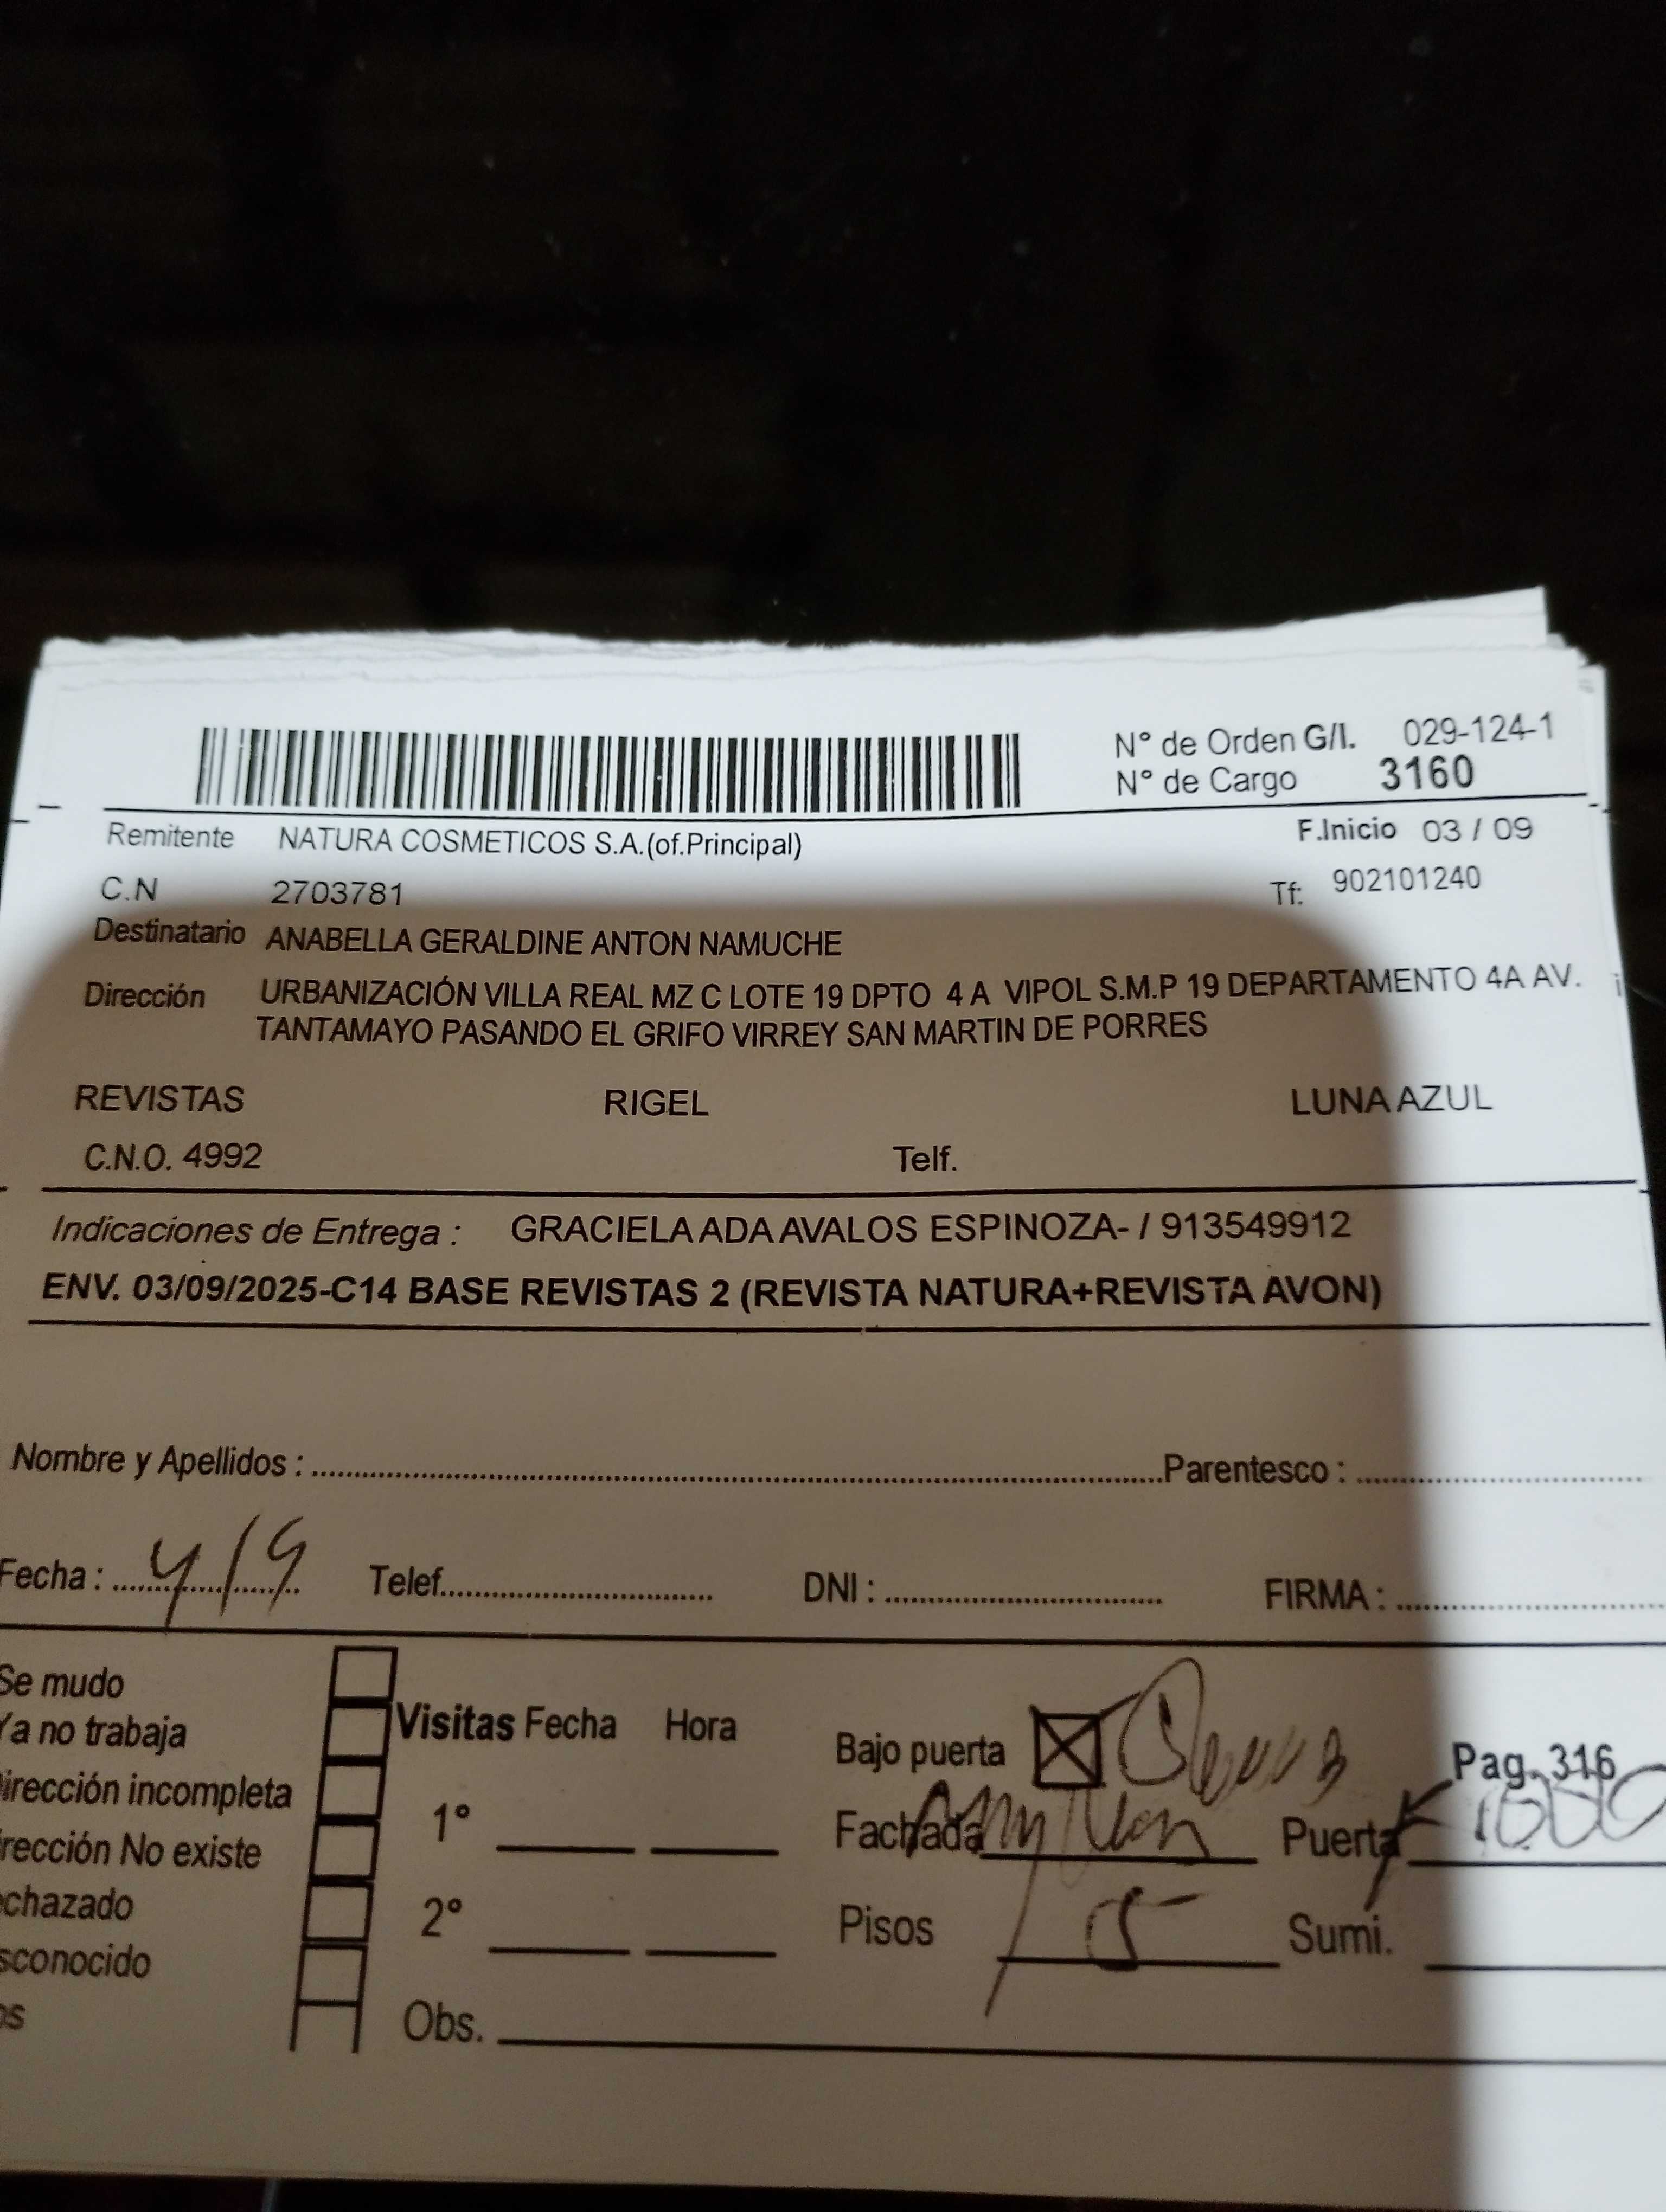 N° de Orden G/I. 029-124-1
N° de Cargo 3160
Remitente NATURA COSMETICOS S.A.(of.Principal) F.Inicio 03 / 09
C.N 2703781 Tf: 902101240
Destinatario ANABELLA GERALDINE ANTON NAMUCHE
Dirección URBANIZACIÓN VILLA REAL MZ C LOTE 19 DPTO 4 A VIPOL S.M.P 19 DEPARTAMENTO 4A AV.
TANTAMAYO PASANDO EL GRIFO VIRREY SAN MARTIN DE PORRES
REVISTAS RIGEL LUNA AZUL
C.N.O. 4992 Telf.
Indicaciones de Entrega : GRACIELA ADA AVALOS ESPINOZA- / 913549912
ENV. 03/09/2025-C14 BASE REVISTAS 2 (REVISTA NATURA+REVISTA AVON)
Nombre y Apellidos : Parentesco :
Fecha : 4/9 Telef. DNI : FIRMA :
Se mudo
Ya no trabaja
irección incompleta
rección No existe
chazado
sconocido
os
Visitas Fecha Hora
1°
2°
Obs.
Bajo puerta
Pag. 316
Fachada Puerta
Pisos 5 Sumi.